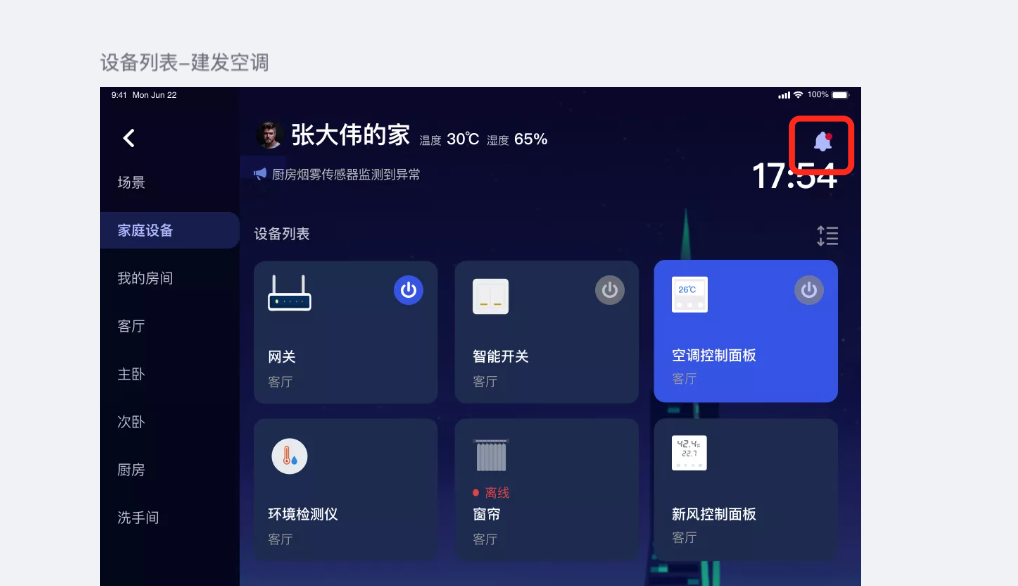 设备列表-建发空调
9:41 Mon Jun 22
100%
张大伟的家 温度 30℃ 湿度 65%
厨房烟雾传感器监测到异常
17:54
场景
家庭设备
我的房间
客厅
主卧
次卧
厨房
洗手间
设备列表
网关
客厅
智能开关
客厅
26℃
空调控制面板
客厅
环境检测仪
客厅
离线
窗帘
客厅
22.7
新风控制面板
客厅